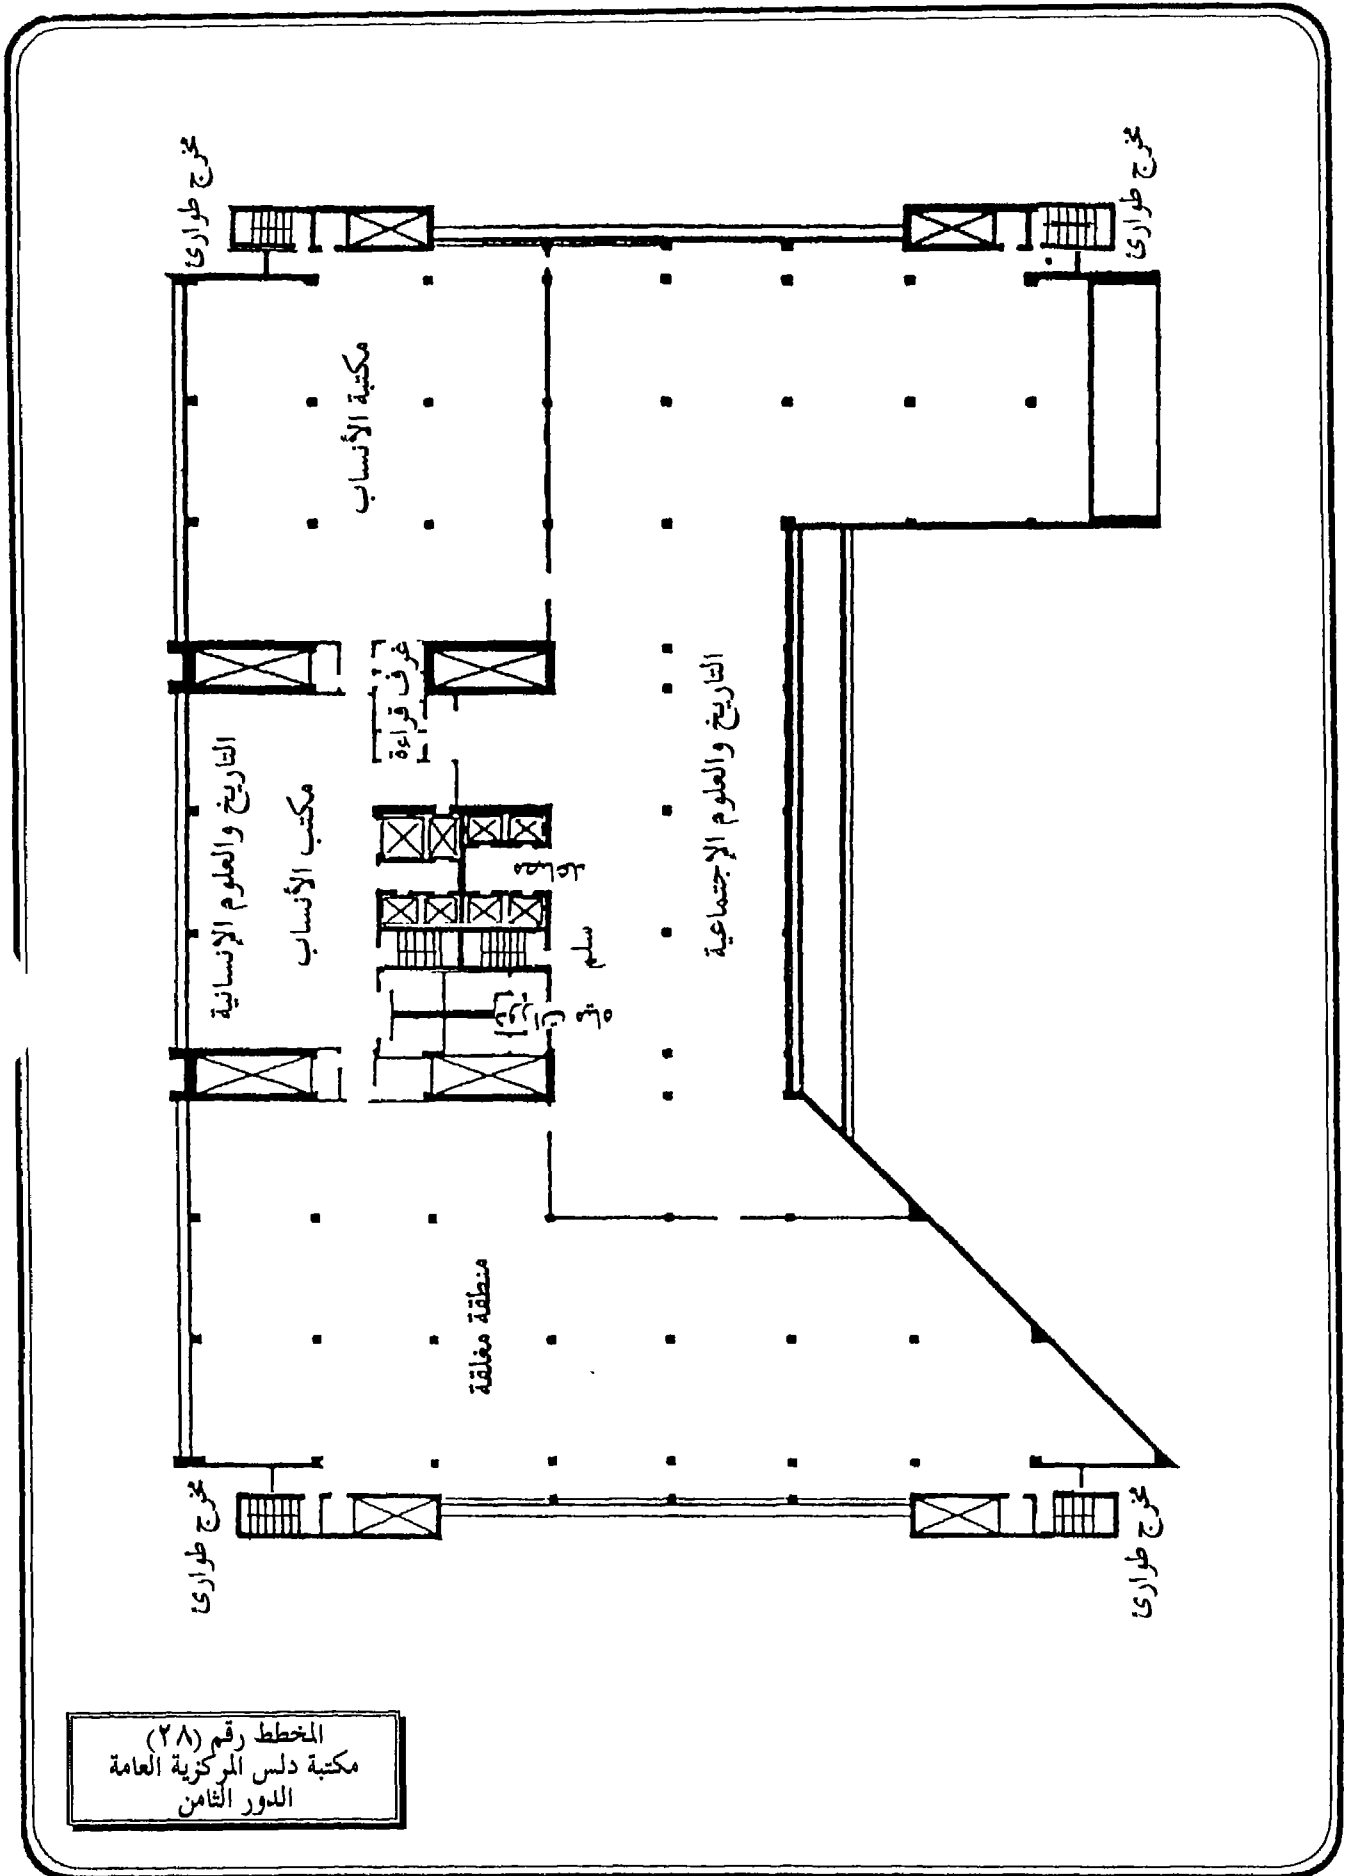 مخرج طوارئ
مخرج طوارئ
مكتبة الأنساب
غرف قراءة
التاريخ والعلوم الإنسانية
مكتب الأنساب
التاريخ والعلوم الإجتماعية
سلم
منطقة مغلقة
مخرج طوارئ
مخرج طوارئ
المخطط رقم (٢٨)
مكتبة دلس المركزية العامة
الدور الثامن